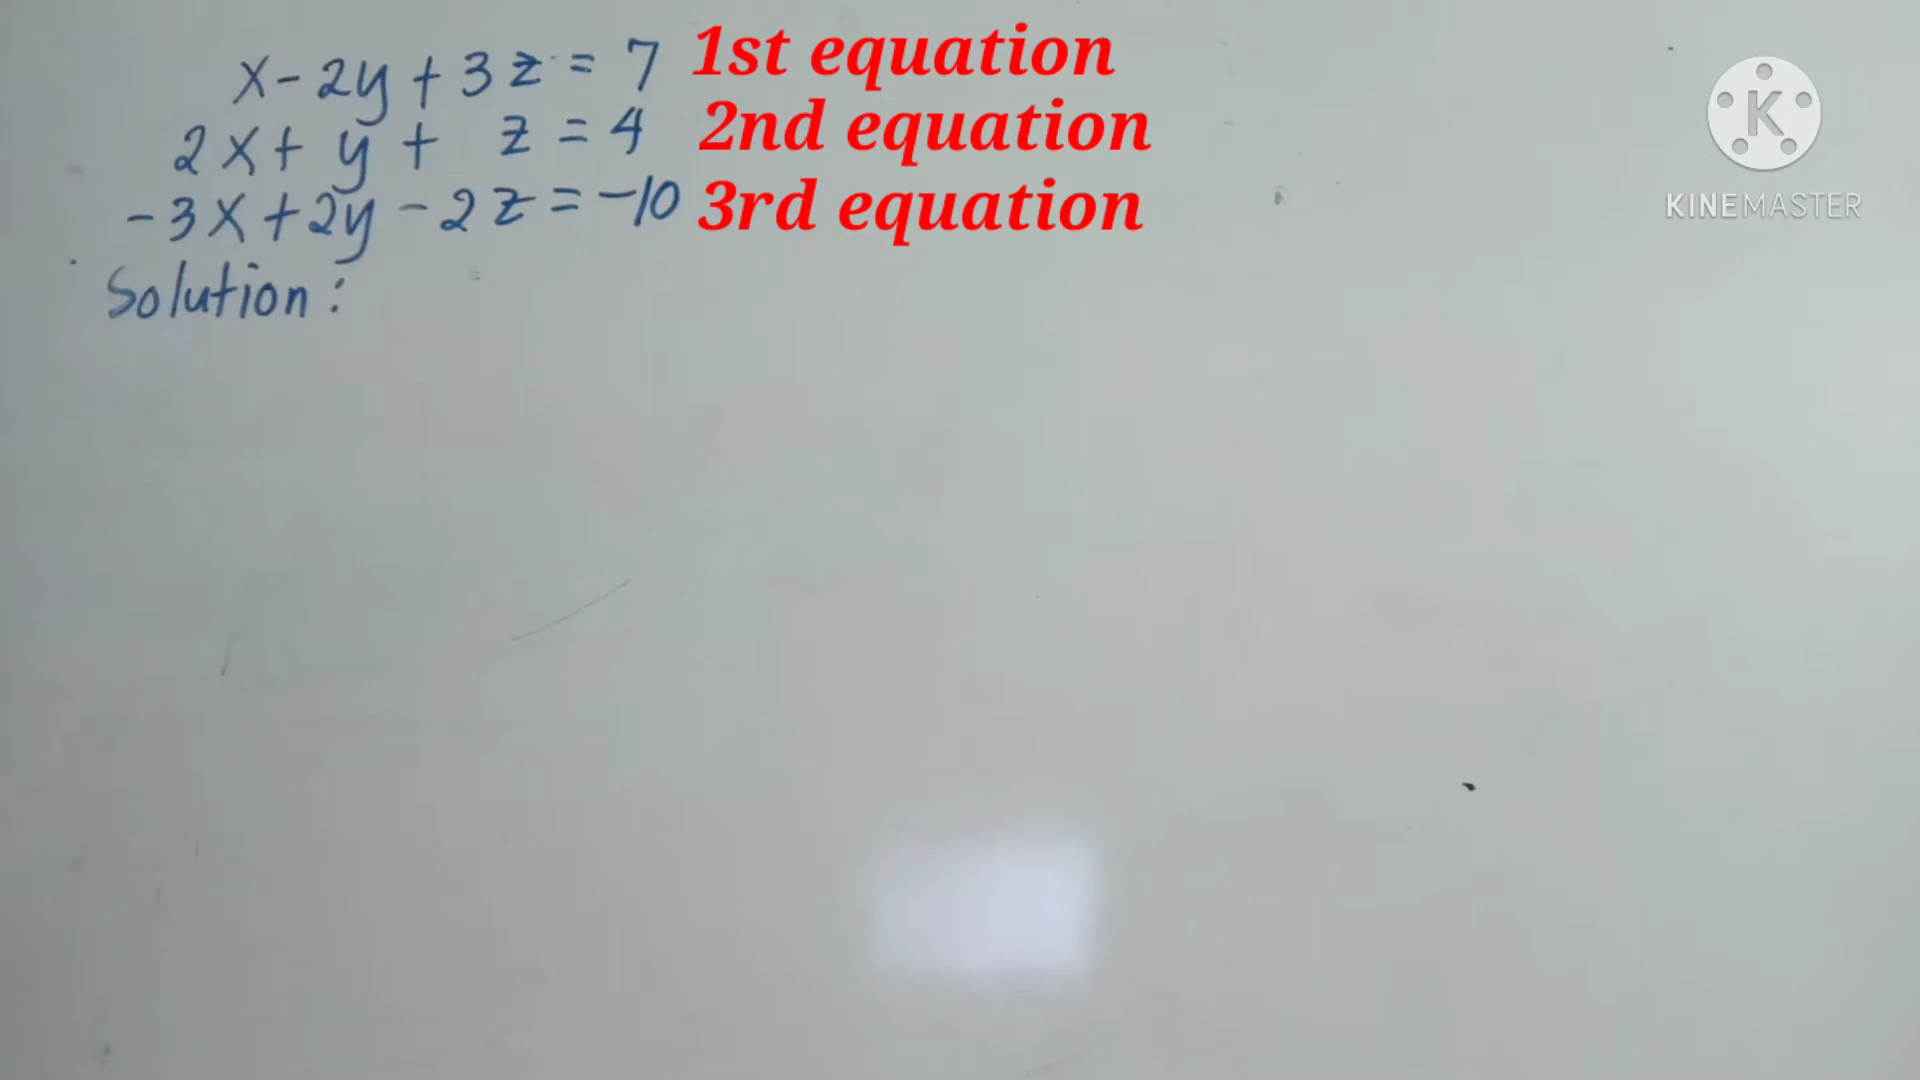 x - 2y + 3z = 7 1st equation
2x + y + z = 4 2nd equation
-3x + 2y - 2z = -10 3rd equation
Solution:
K
KINEMASTER